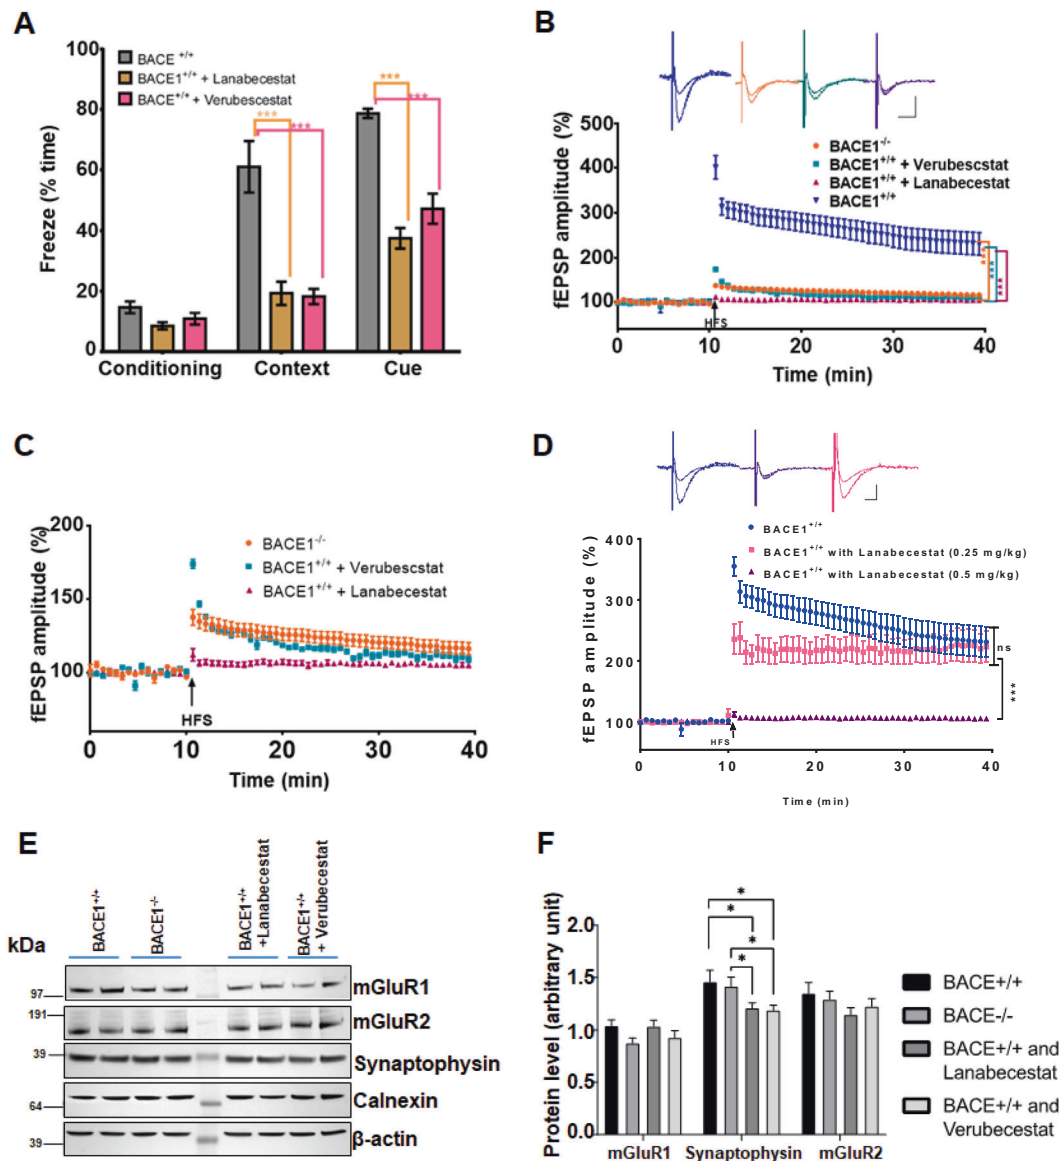 A
BACE +/+
BACE1+/+ + Lanabecestat
BACE+/+ + Verubescestat
***
***
***
***
Freeze (% time)
100
80
60
40
20
0
Conditioning
Context
Cue
B
fEPSP amplitude (%)
500
400
300
200
100
BACE1-/-
BACE1+/+ + Verubescstat
BACE1+/+ + Lanabecestat
BACE1+/+
***
***
***
HFS
0
10
20
30
40
Time (min)
C
fEPSP amplitude (%)
200
150
100
BACE1-/-
BACE1+/+ + Verubescstat
BACE1+/+ + Lanabecestat
HFS
0
10
20
30
40
Time (min)
D
fEPSP amplitude (%)
400
300
200
100
BACE1+/+
BACE1+/+ with Lanabecestat (0.25 mg/kg)
BACE1+/+ with Lanabecestat (0.5 mg/kg)
ns
***
HFS
0
10
20
30
40
Time (min)
E
kDa
BACE1+/+
BACE1-/-
BACE1+/+
+Lanabecestat
BACE1+/+
+ Verubecestat
97
mGluR1
191
mGluR2
39
Synaptophysin
64
Calnexin
39
β-actin
F
Protein level (arbitrary unit)
2.0
1.5
1.0
0.5
0.0
*
*
*
*
mGluR1
Synaptophysin
mGluR2
BACE+/+
BACE-/-
BACE+/+ and
Lanabecestat
BACE+/+ and
Verubecestat